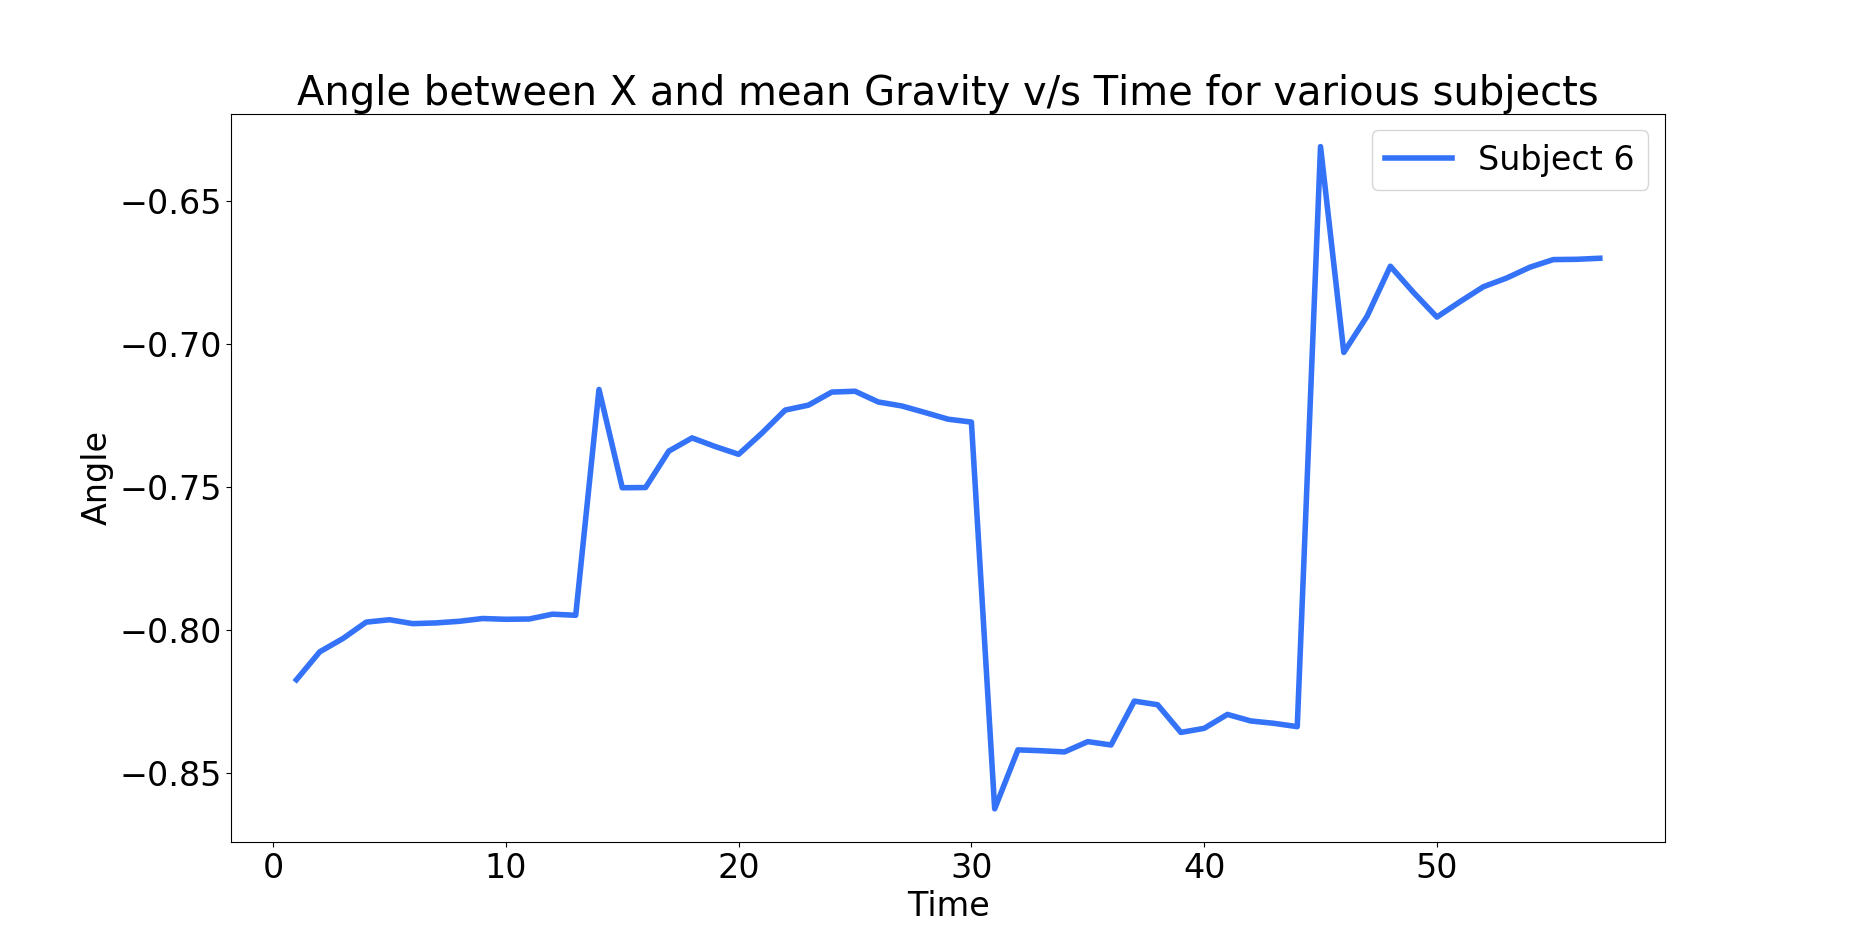 Angle between X and mean Gravity v/s Time for various subjects
Subject 6
−0.65
−0.70
−0.75
−0.80
−0.85
Angle
0 10 20 30 40 50
Time